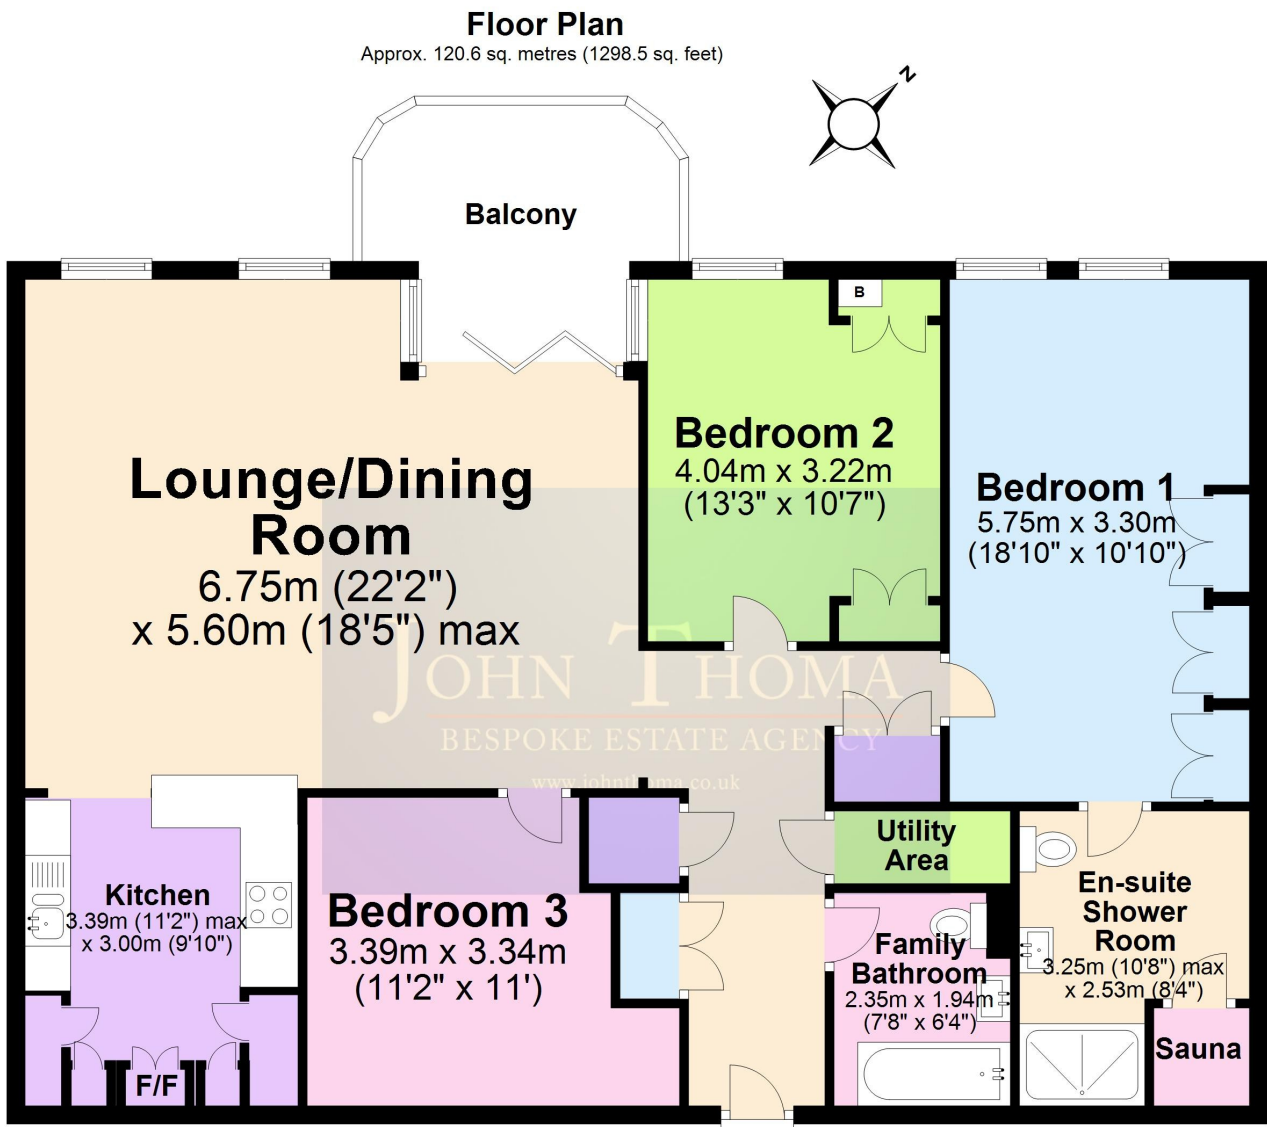 Floor Plan
Approx. 120.6 sq. metres (1298.5 sq. feet)
N
Balcony
B
Bedroom 2
4.04m x 3.22m
(13'3" x 10'7")
Bedroom 1
5.75m x 3.30m
(18'10" x 10'10")
Lounge/Dining
Room
6.75m (22'2")
x 5.60m (18'5") max
JOHN THOMA
BESPOKE ESTATE AGENCY
www.johnthoma.co.uk
Utility
Area
Kitchen
3.39m (11'2") max
x 3.00m (9'10")
Bedroom 3
3.39m x 3.34m
(11'2" x 11')
Family
Bathroom
2.35m x 1.94m
(7'8" x 6'4")
En-suite
Shower
Room
3.25m (10'8") max
x 2.53m (8'4")
Sauna
F/F